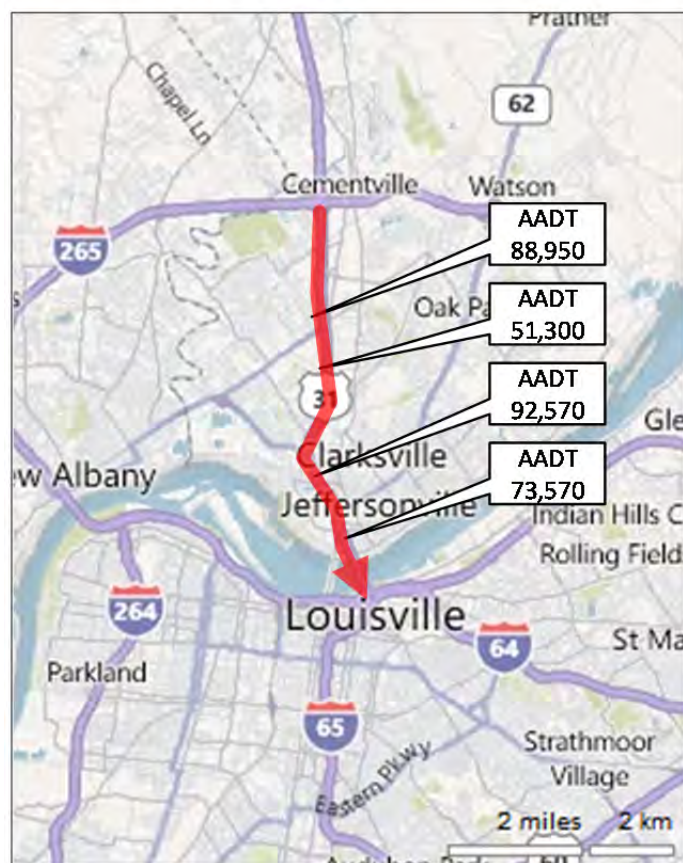 Prather
Chapel Ln
62
Cementville
Watson
265
AADT
88,950
Oak
AADT
51,300
31
AADT
92,570
Clarksville
ew Albany
AADT
73,570
Jeffersonville
Indian Hills C
Rolling Field
Louisville
264
64
St Ma
Parkland
65
Strathmoor
Village
Eastern Pkwy
2 miles
2 km